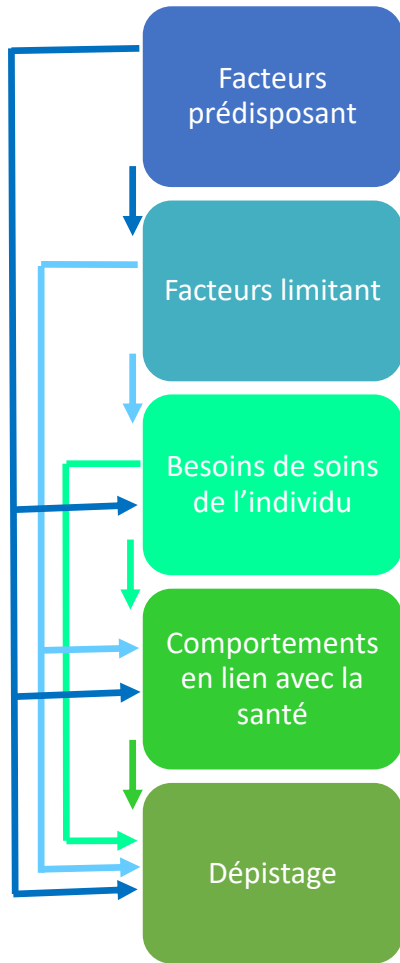 Facteurs
prédisposant
Facteurs limitant
Besoins de soins
de l’individu
Comportements
en lien avec la
santé
Dépistage